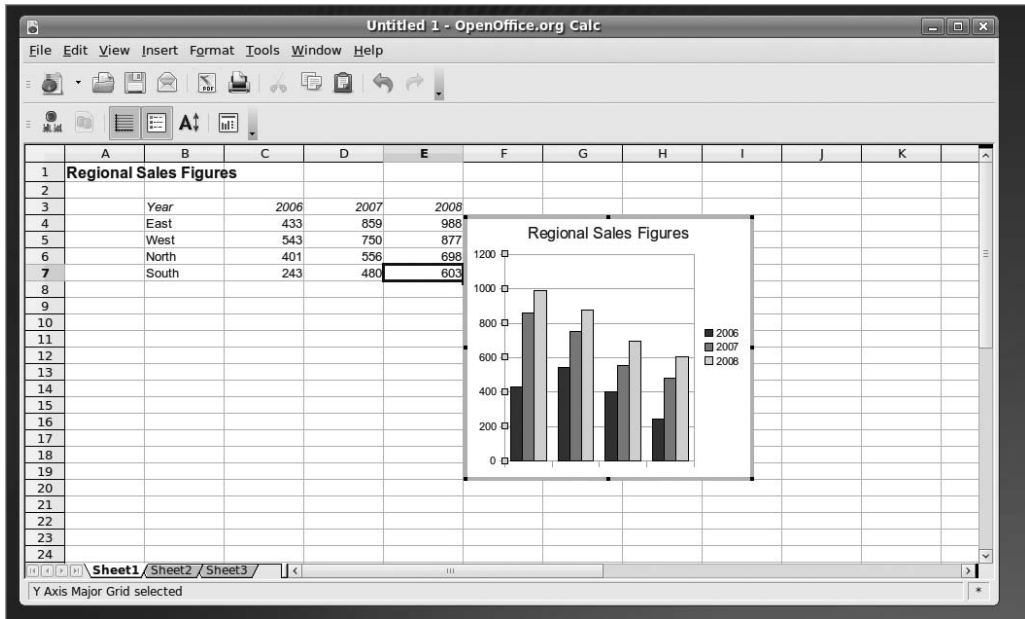 Untitled 1 - OpenOffice.org Calc
File Edit View Insert Format Tools Window Help
PDF
A B C D E F G H I J K
1 Regional Sales Figures
2
3 Year 2006 2007 2008
4 East 433 859 988
5 West 543 750 877
6 North 401 556 698
7 South 243 480 603
8
9
10
11
12
13
14
15
16
17
18
19
20
21
22
23
24
Regional Sales Figures
1200
1000
800
600
400
200
0
2006
2007
2008
Sheet1 Sheet2 Sheet3
Y Axis Major Grid selected *